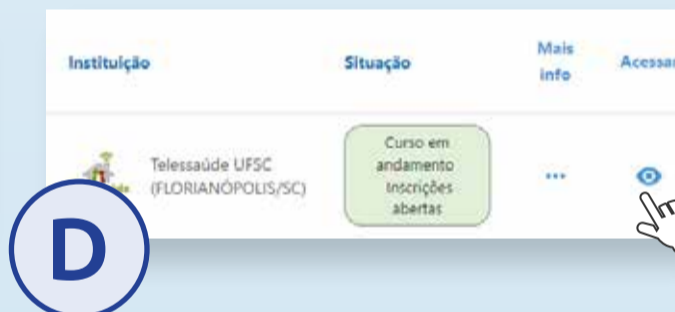 Instituição Situação Mais info Acessar
Telessaúde UFSC
(FLORIANÓPOLIS/SC)
Curso em
andamento
Inscrições
abertas
...
D